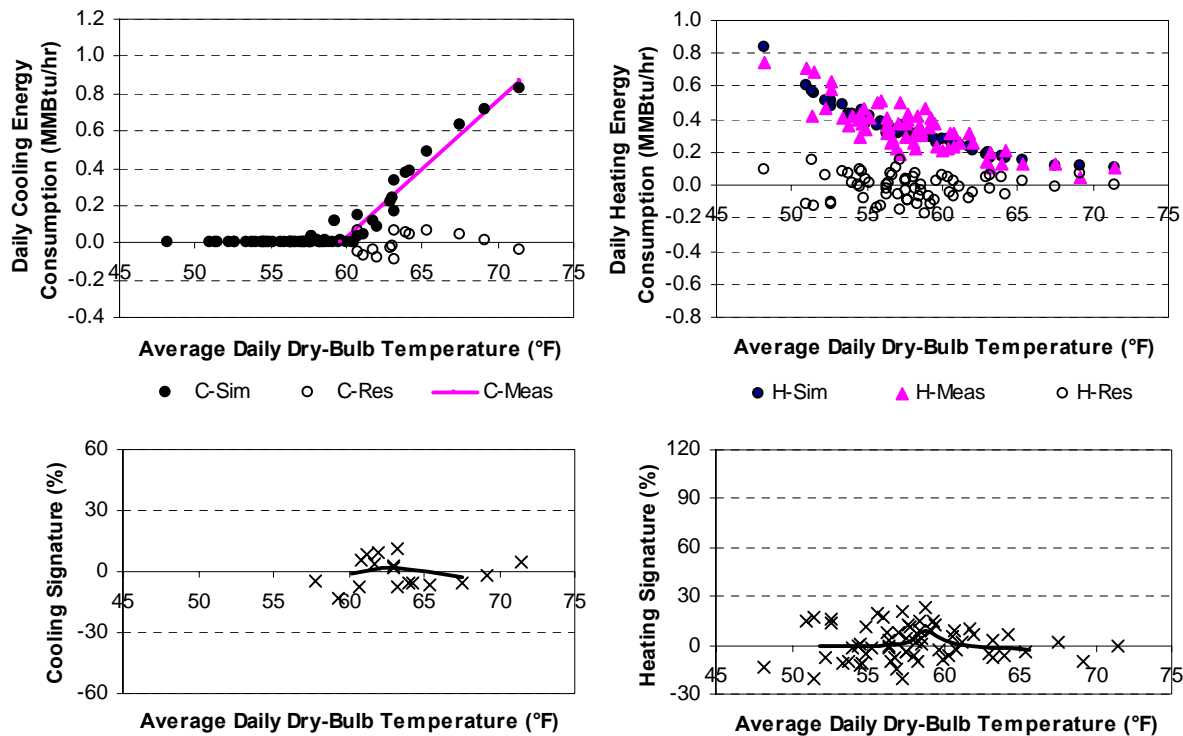 Daily Cooling Energy
Consumption (MMBtu/hr)
1.2
1.0
0.8
0.6
0.4
0.2
0.0
-0.2
-0.4
45 50 55 60 65 70 75
Average Daily Dry-Bulb Temperature (°F)
C-Sim C-Res C-Meas
Daily Heating Energy
Consumption (MMBtu/hr)
1.0
0.8
0.6
0.4
0.2
0.0
-0.2
-0.4
-0.6
-0.8
45 50 55 60 65 70 75
Average Daily Dry-Bulb Temperature (°F)
H-Sim H-Meas H-Res
Cooling Signature (%)
60
30
0
-30
-60
45 50 55 60 65 70 75
Average Daily Dry-Bulb Temperature (°F)
Heating Signature (%)
120
90
60
30
0
-30
45 50 55 60 65 70 75
Average Daily Dry-Bulb Temperature (°F)